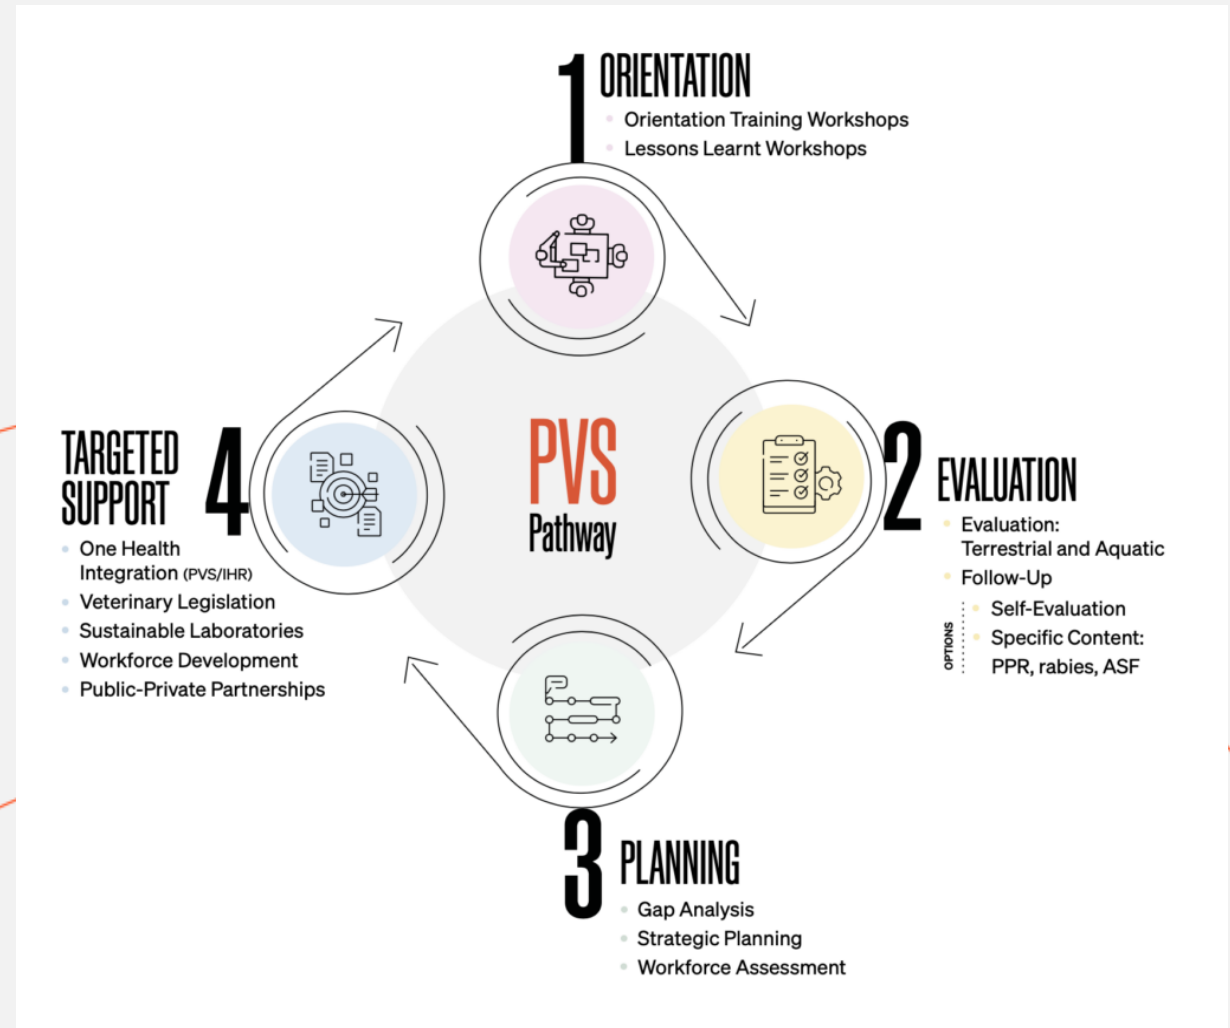 1 ORIENTATION
Orientation Training Workshops
Lessons Learnt Workshops
PVS
Pathway
2 EVALUATION
Evaluation:
Terrestrial and Aquatic
Follow-Up
OPTIONS
Self-Evaluation
Specific Content:
PPR, rabies, ASF
3 PLANNING
Gap Analysis
Strategic Planning
Workforce Assessment
TARGETED
SUPPORT 4
One Health
Integration (PVS/IHR)
Veterinary Legislation
Sustainable Laboratories
Workforce Development
Public-Private Partnerships